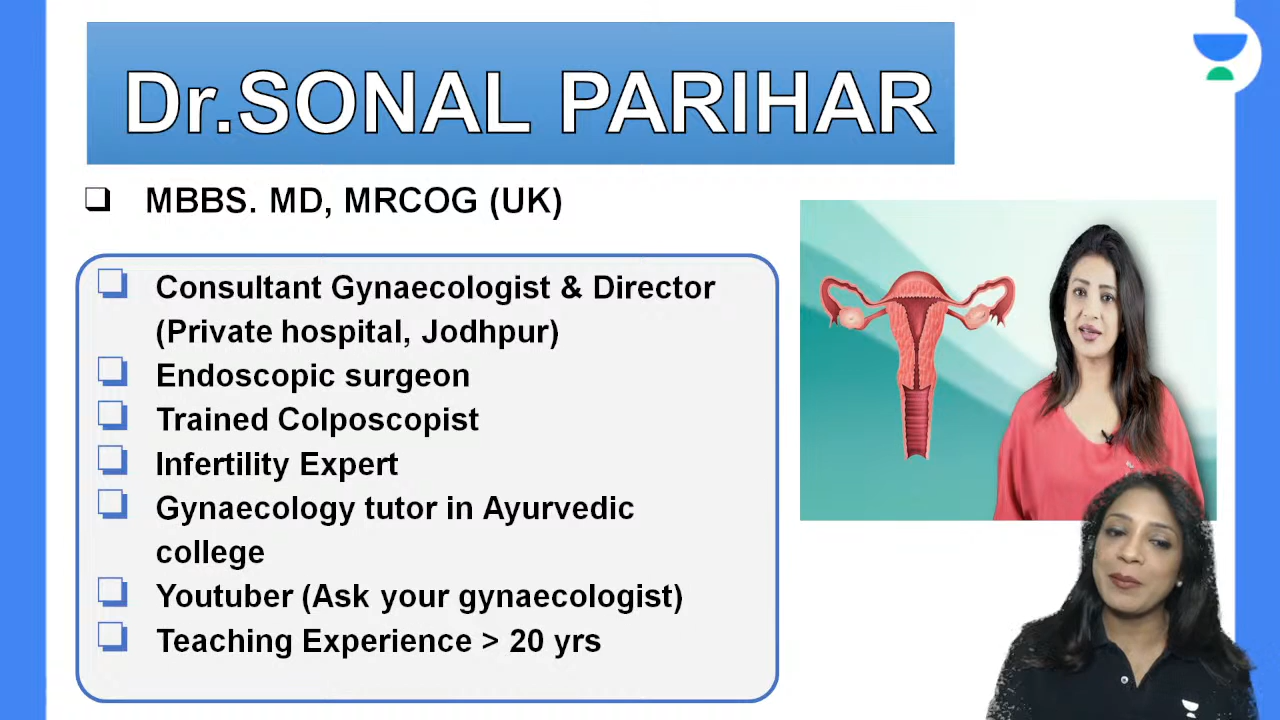 Dr.SONAL PARIHAR
MBBS. MD, MRCOG (UK)
Consultant Gynaecologist & Director
(Private hospital, Jodhpur)
Endoscopic surgeon
Trained Colposcopist
Infertility Expert
Gynaecology tutor in Ayurvedic
college
Youtuber (Ask your gynaecologist)
Teaching Experience > 20 yrs